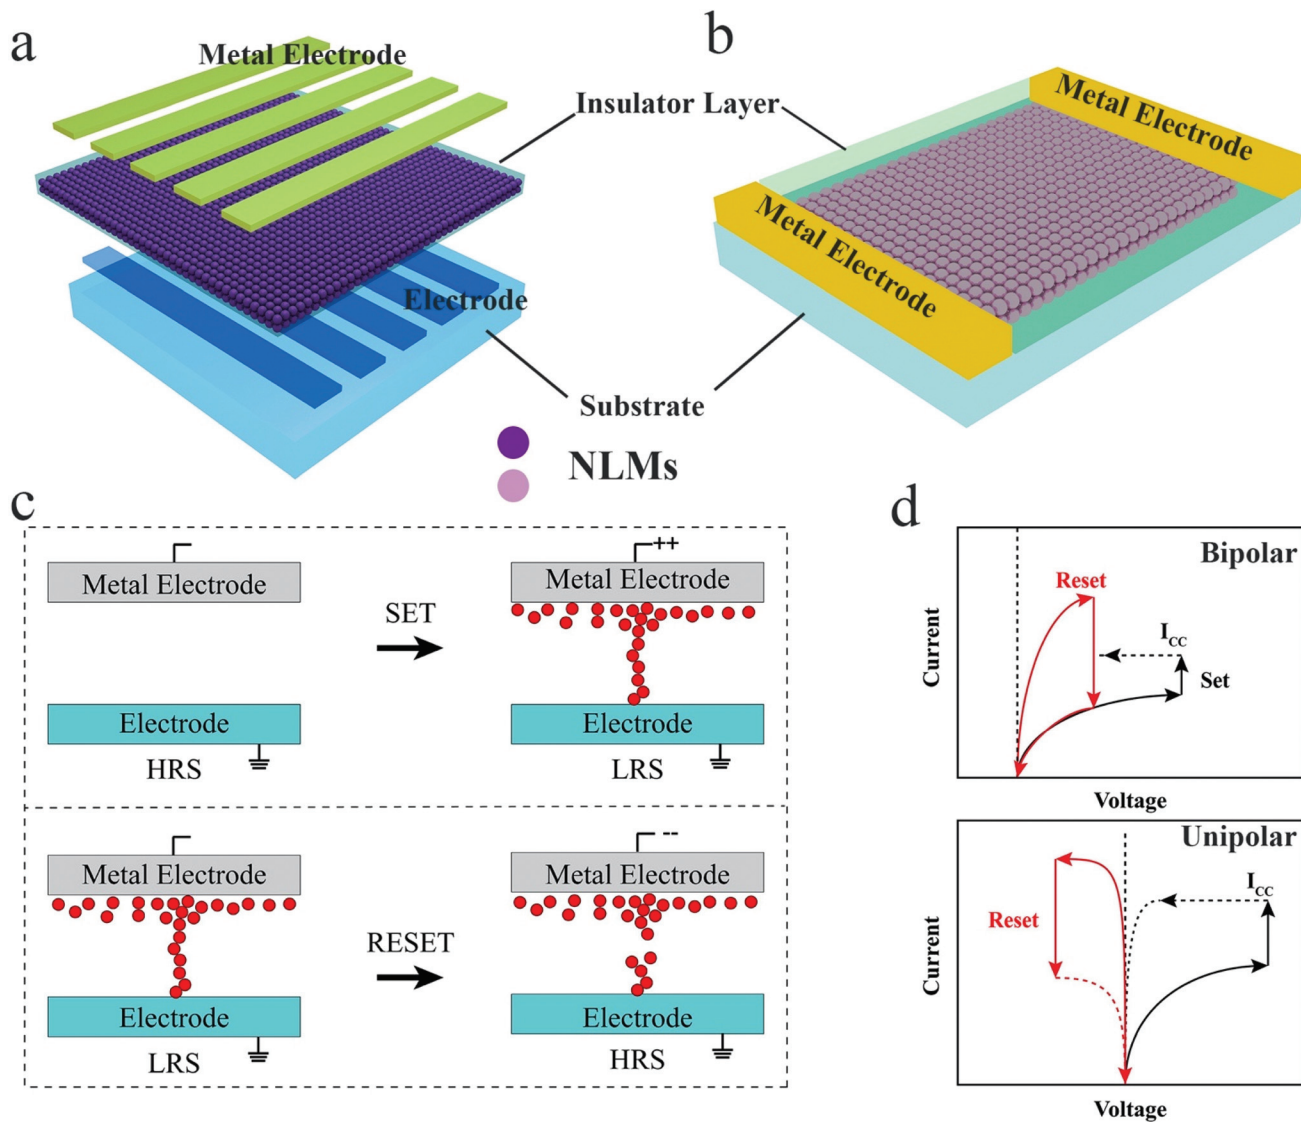 a
Metal Electrode
Insulator Layer
Electrode
Substrate
b
Metal Electrode
Metal Electrode
NLMs
c
Metal Electrode
Electrode
HRS
SET
++
Metal Electrode
Electrode
LRS
Metal Electrode
Electrode
LRS
RESET
--
Metal Electrode
Electrode
HRS
d
Bipolar
Reset
Icc
Set
Current
Voltage
Unipolar
Icc
Reset
Current
Voltage